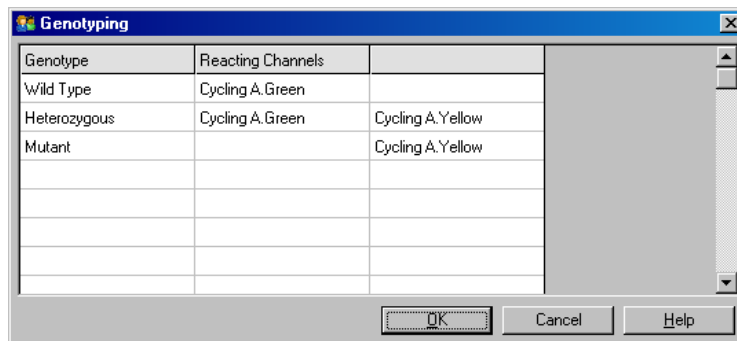 Genotyping
Genotype Reacting Channels
Wild Type Cycling A.Green
Heterozygous Cycling A.Green Cycling A.Yellow
Mutant Cycling A.Yellow
OK Cancel Help